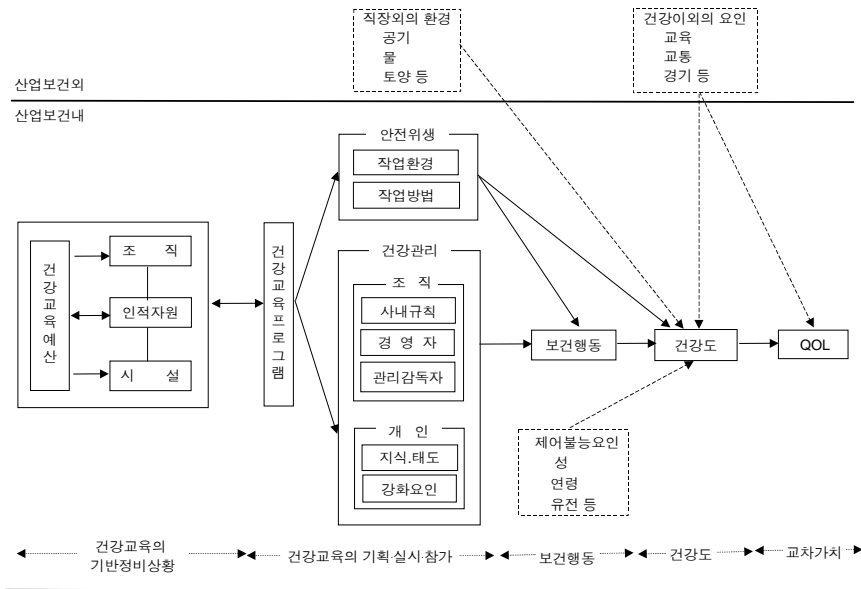 직장외의 환경
공기
물
토양 등
건강이외의 요인
교육
교통
경기 등
산업보건외
산업보건내
안전위생
작업환경
작업방법
건강교육예산
조 직
인적자원
시 설
건강교육프로그램
건강관리
조 직
사내규칙
경 영 자
관리감독자
개 인
지식.태도
강화요인
보건행동
건강도
QOL
제어불능요인
성
연령
유전 등
건강교육의
기반정비상황
건강교육의 기획·실시·참가
보건행동
건강도
교차가치